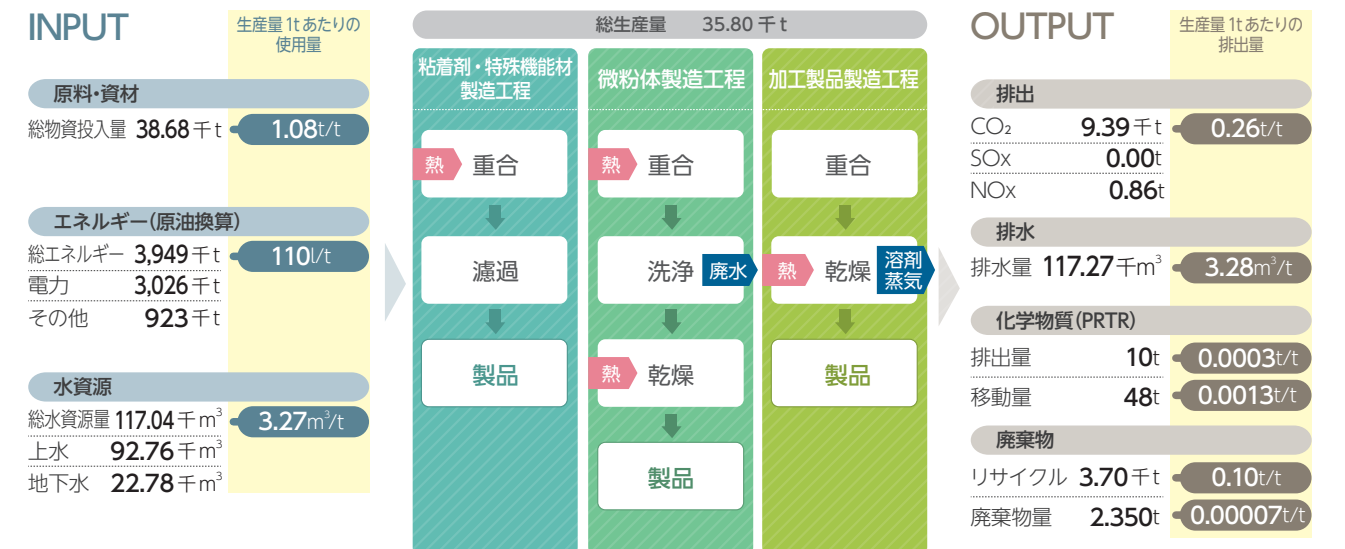 INPUT
生産量1tあたりの
使用量
原料・資材
総物資投入量 38.68千t 1.08t/t
エネルギー(原油換算)
総エネルギー 3,949千t 110l/t
電力 3,026千t
その他 923千t
水資源
総水資源量 117.04千m³ 3.27m³/t
上水 92.76千m³
地下水 22.78千m³
総生産量 35.80千t
粘着剤・特殊機能材
製造工程
熱 重合
濾過
製品
微粉体製造工程
熱 重合
洗浄 廃水
熱 乾燥
製品
加工製品製造工程
重合
熱 乾燥 溶剤
蒸気
製品
OUTPUT
生産量1tあたりの
排出量
排出
CO₂ 9.39千t 0.26t/t
SOx 0.00t
NOx 0.86t
排水
排水量 117.27千m³ 3.28m³/t
化学物質(PRTR)
排出量 10t 0.0003t/t
移動量 48t 0.0013t/t
廃棄物
リサイクル 3.70千t 0.10t/t
廃棄物量 2.350t 0.00007t/t